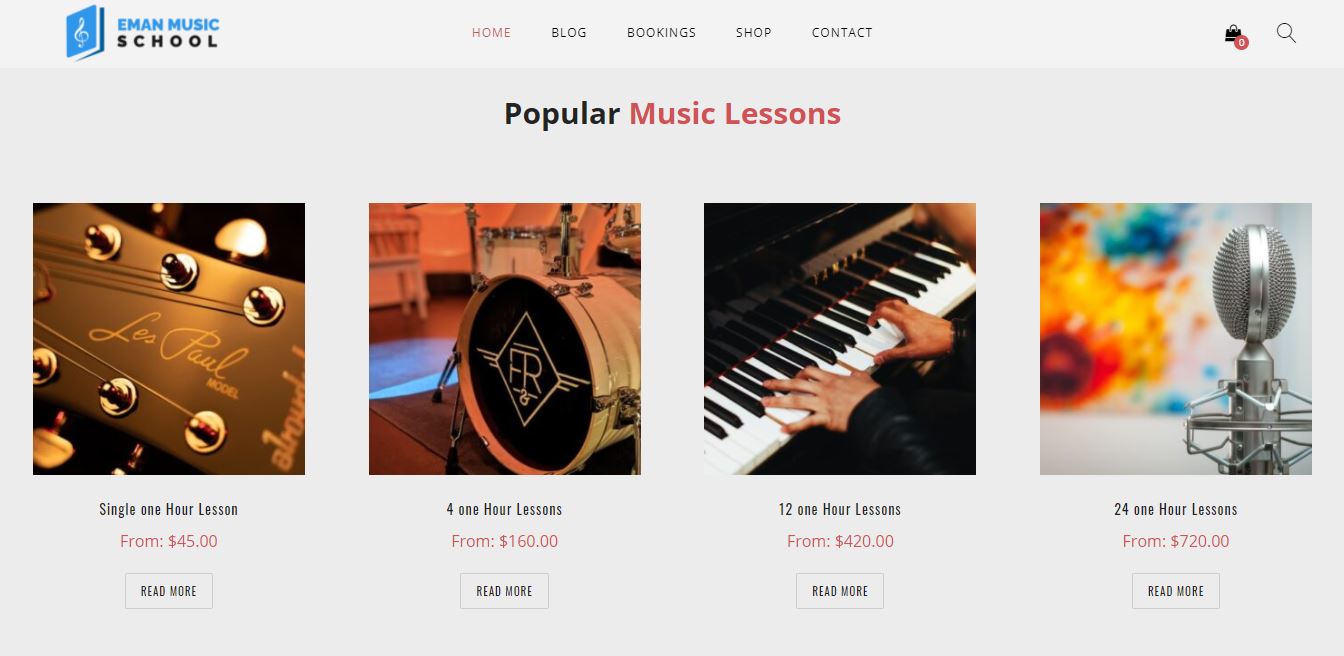 EMAN MUSIC
SCHOOL
HOME BLOG BOOKINGS SHOP CONTACT
0
Popular Music Lessons
Les Paul
MODEL
FR
&
YAMAHA
Single one Hour Lesson
From: $45.00
READ MORE
4 one Hour Lessons
From: $160.00
READ MORE
12 one Hour Lessons
From: $420.00
READ MORE
24 one Hour Lessons
From: $720.00
READ MORE